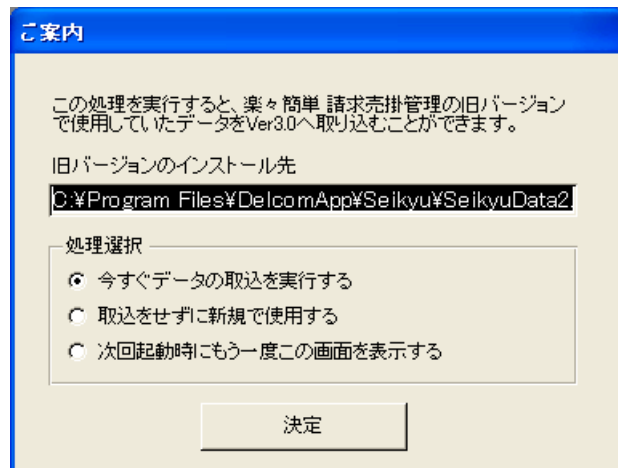 ご案内
この処理を実行すると、楽々簡単 請求売掛管理の旧バージョン
で使用していたデータをVer3.0へ取り込むことができます。
旧バージョンのインストール先
C:¥Program Files¥DelcomApp¥Seikyu¥SeikyuData2.
処理選択
今すぐデータの取込を実行する
取込をせずに新規で使用する
次回起動時にもう一度この画面を表示する
決定